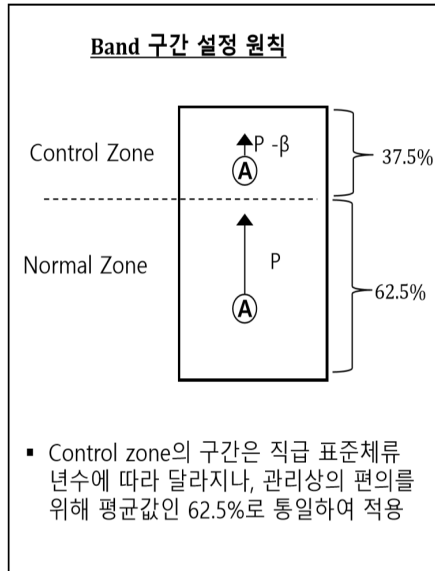 Band 구간 설정 원칙
Control Zone
P -β
A
37.5%
Normal Zone
P
A
62.5%
▪ Control zone의 구간은 직급 표준체류
년수에 따라 달라지나, 관리상의 편의를
위해 평균값인 62.5%로 통일하여 적용